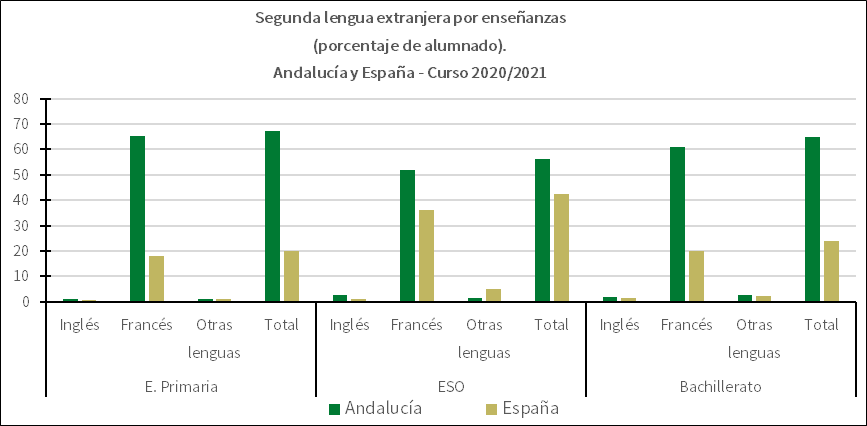 Segunda lengua extranjera por enseñanzas
(porcentaje de alumnado).
Andalucía y España - Curso 2020/2021
80
70
60
50
40
30
20
10
0
Inglés Francés Otras lenguas Total Inglés Francés Otras lenguas Total Inglés Francés Otras lenguas Total
E. Primaria ESO Bachillerato
Andalucía España